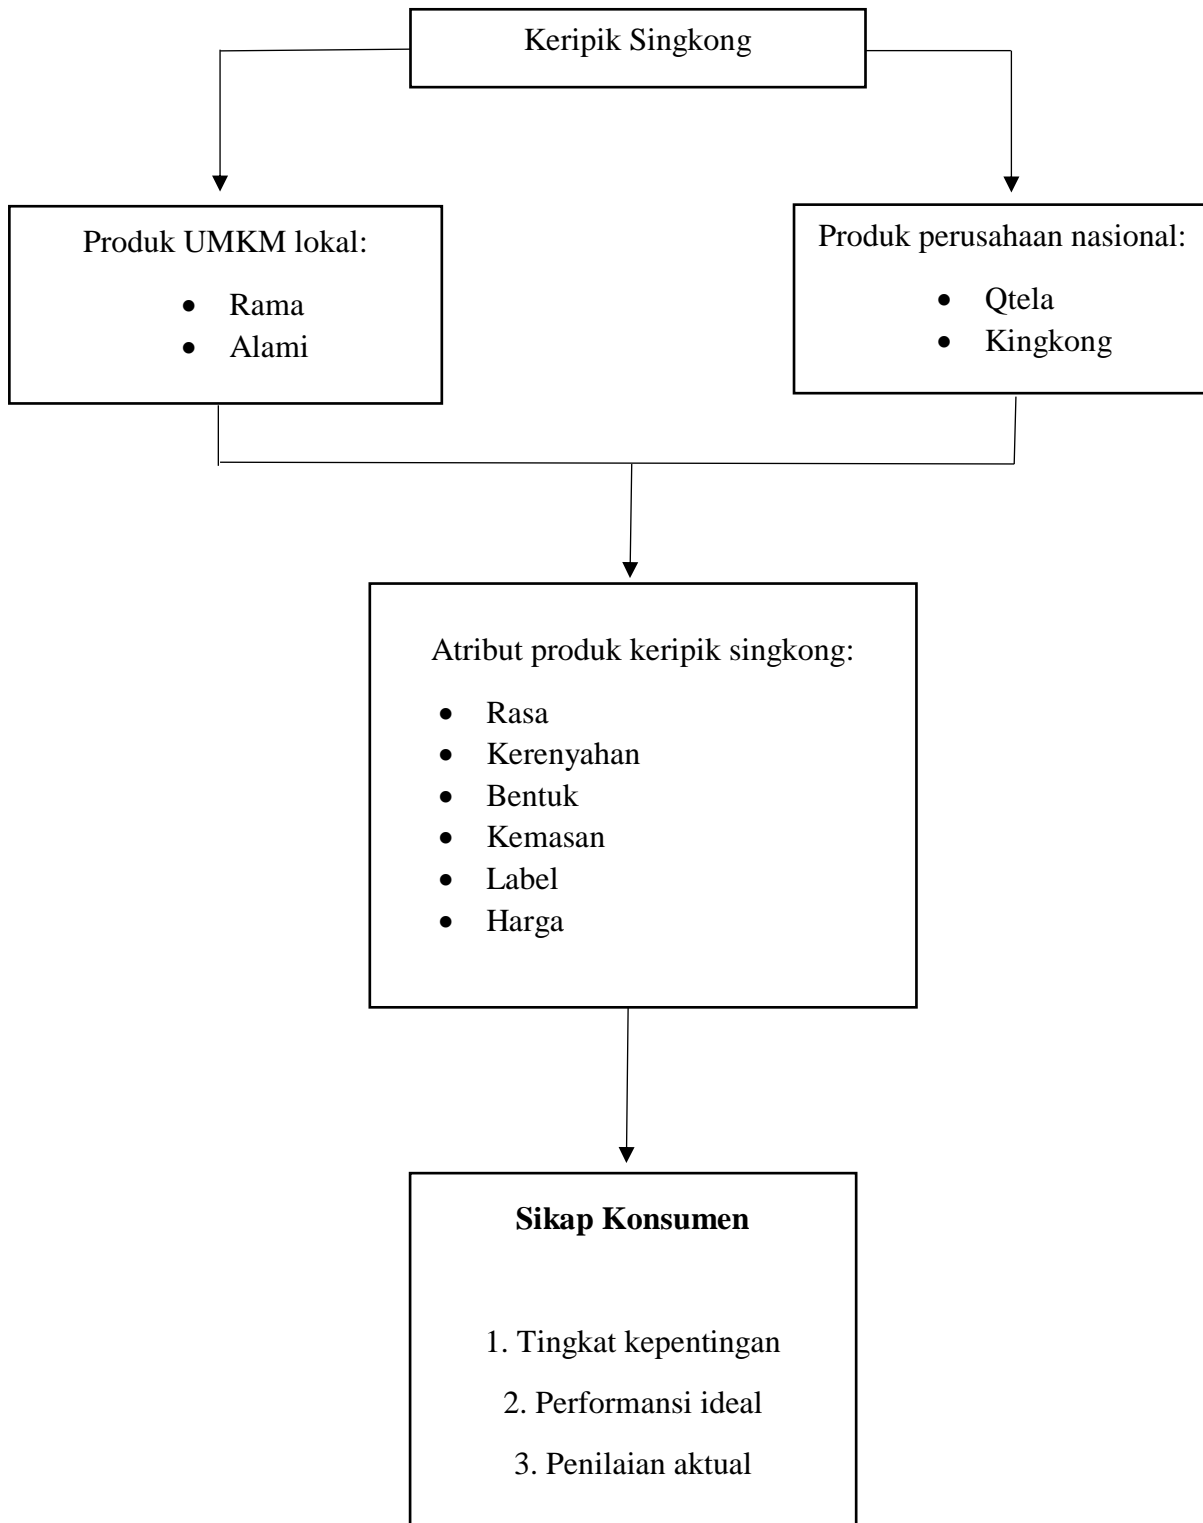 Keripik Singkong
Produk UMKM lokal:
• Rama
• Alami
Produk perusahaan nasional:
• Qtela
• Kingkong
Atribut produk keripik singkong:
• Rasa
• Kerenyahan
• Bentuk
• Kemasan
• Label
• Harga
Sikap Konsumen
1. Tingkat kepentingan
2. Performansi ideal
3. Penilaian aktual